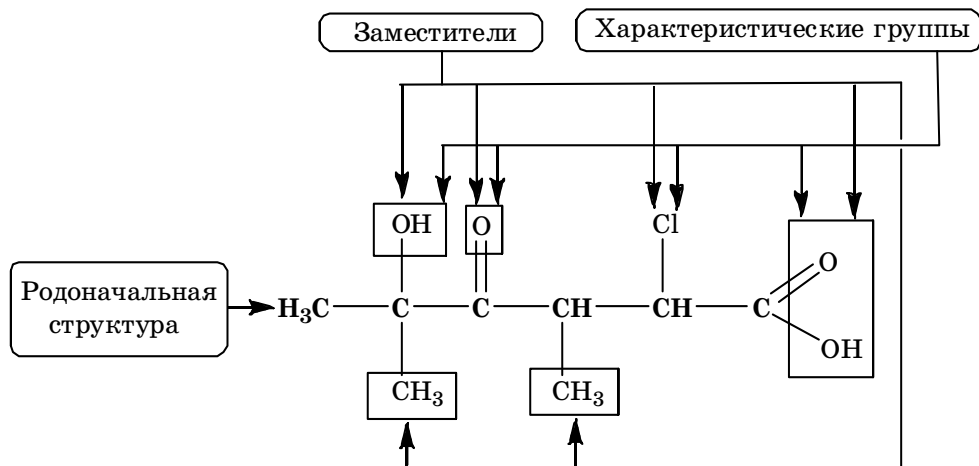 Заместители
Характеристические группы
OH
O
Cl
O
Родоначальная
структура
H₃C C C CH CH C
OH
CH₃
CH₃